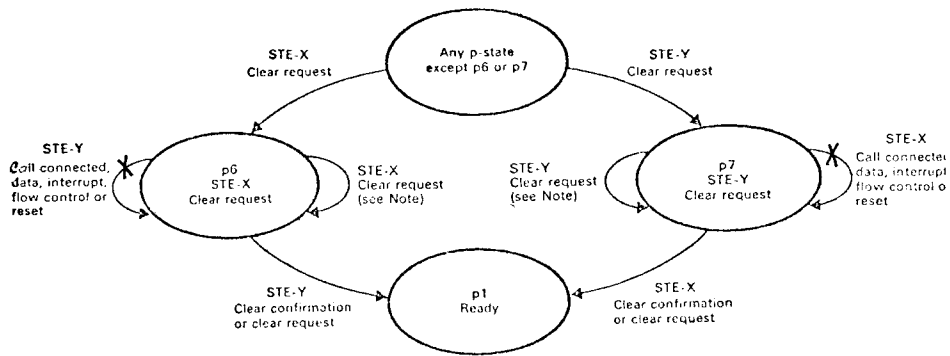 Any p-state
except p6 or p7
STE-X
Clear request
STE-Y
Clear request
STE-Y
Call connected,
data, interrupt,
flow control or
reset
p6
STE-X
Clear request
STE-X
Clear request
(see Note)
STE-Y
Clear request
(see Note)
p7
STE-Y
Clear request
STE-X
Call connected
data, interrupt
flow control or
reset
STE-Y
Clear confirmation
or clear request
p1
Ready
STE-X
Clear confirmation
or clear request